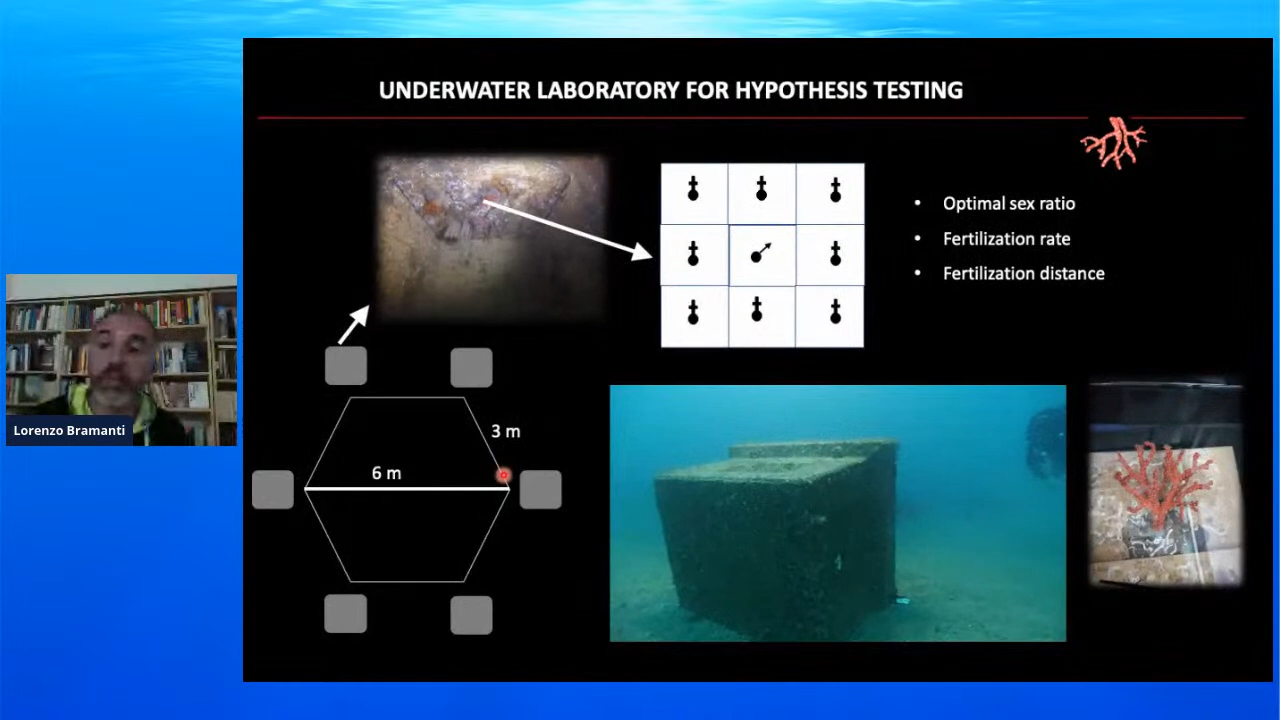 UNDERWATER LABORATORY FOR HYPOTHESIS TESTING
• Optimal sex ratio
• Fertilization rate
• Fertilization distance
3 m
6 m
Lorenzo Bramanti